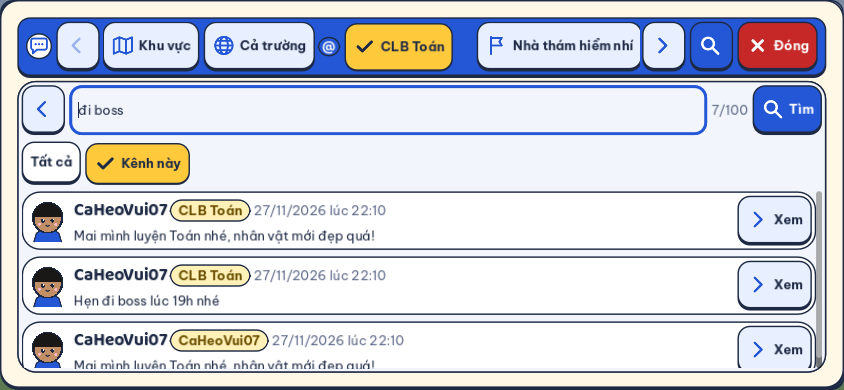 Khu vực
Cả trường
@
CLB Toán
Nhà thám hiểm nhí
Đóng
đi boss
7/100
Tìm
Tất cả
Kênh này
CaHeoVui07 CLB Toán 27/11/2026 lúc 22:10
Mai mình luyện Toán nhé, nhân vật mới đẹp quá!
Xem
CaHeoVui07 CLB Toán 27/11/2026 lúc 22:10
Hẹn đi boss lúc 19h nhé
Xem
CaHeoVui07 CaHeoVui07 27/11/2026 lúc 22:10
Mai mình luyện Toán nhé, nhân vật mới đẹp quá!
Xem